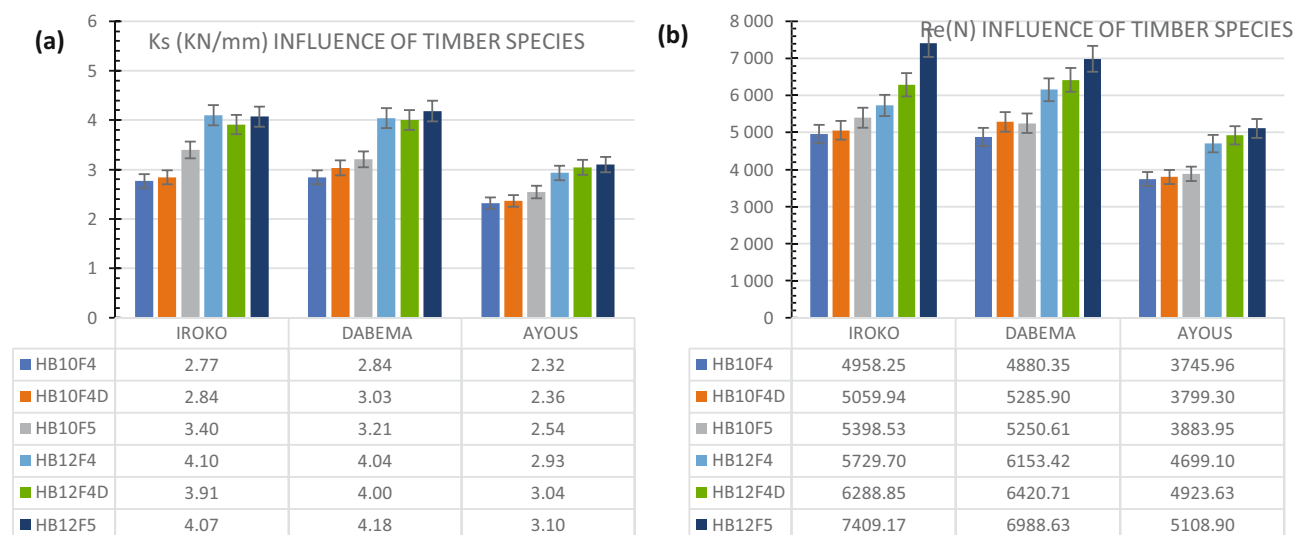 (a)
Ks (KN/mm) INFLUENCE OF TIMBER SPECIES
6
5
4
3
2
1
0
IROKO DABEMA AYOUS
HB10F4 2.77 2.84 2.32
HB10F4D 2.84 3.03 2.36
HB10F5 3.40 3.21 2.54
HB12F4 4.10 4.04 2.93
HB12F4D 3.91 4.00 3.04
HB12F5 4.07 4.18 3.10
(b)
Re(N) INFLUENCE OF TIMBER SPECIES
8 000
7 000
6 000
5 000
4 000
3 000
2 000
1 000
0
IROKO DABEMA AYOUS
HB10F4 4958.25 4880.35 3745.96
HB10F4D 5059.94 5285.90 3799.30
HB10F5 5398.53 5250.61 3883.95
HB12F4 5729.70 6153.42 4699.10
HB12F4D 6288.85 6420.71 4923.63
HB12F5 7409.17 6988.63 5108.90